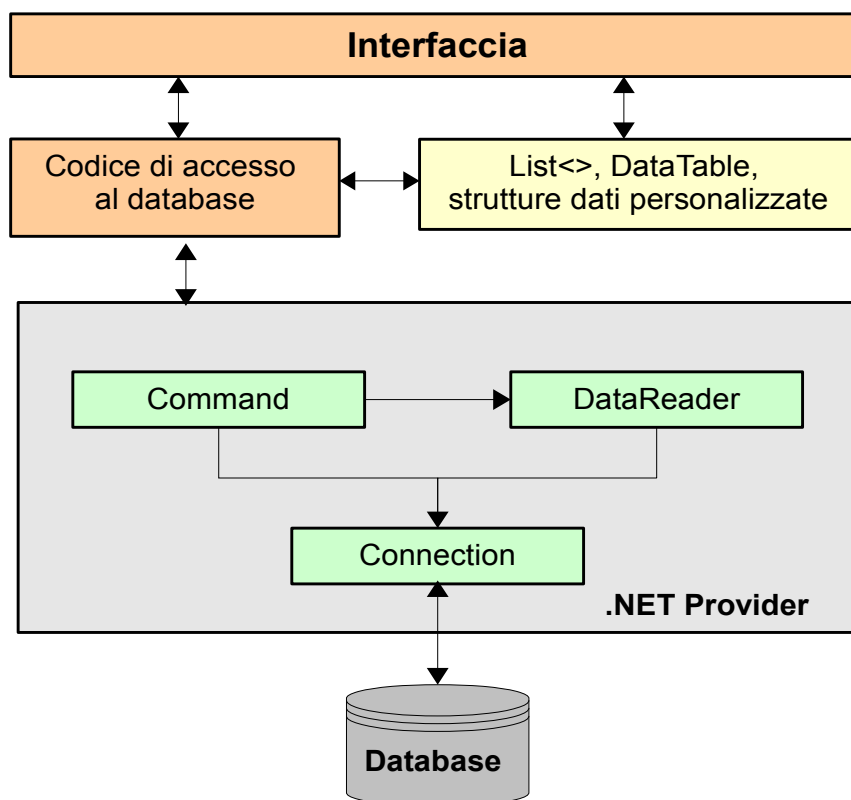 Interfaccia
Codice di accesso
al database
List<>, DataTable,
strutture dati personalizzate
Command
DataReader
Connection
.NET Provider
Database